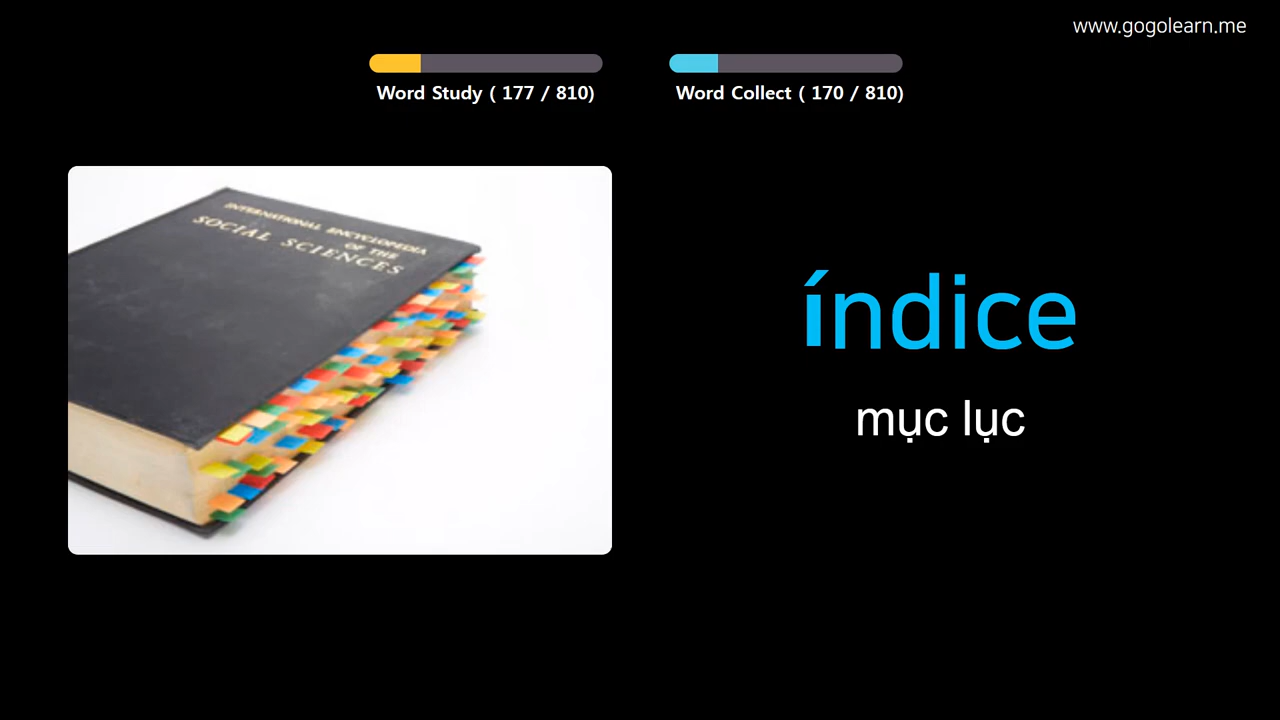 www.gogolearn.me
Word Study ( 177 / 810)
Word Collect ( 170 / 810)
INTERNATIONAL ENCYCLOPEDIA
OF THE
SOCIAL SCIENCES
índice
mục lục